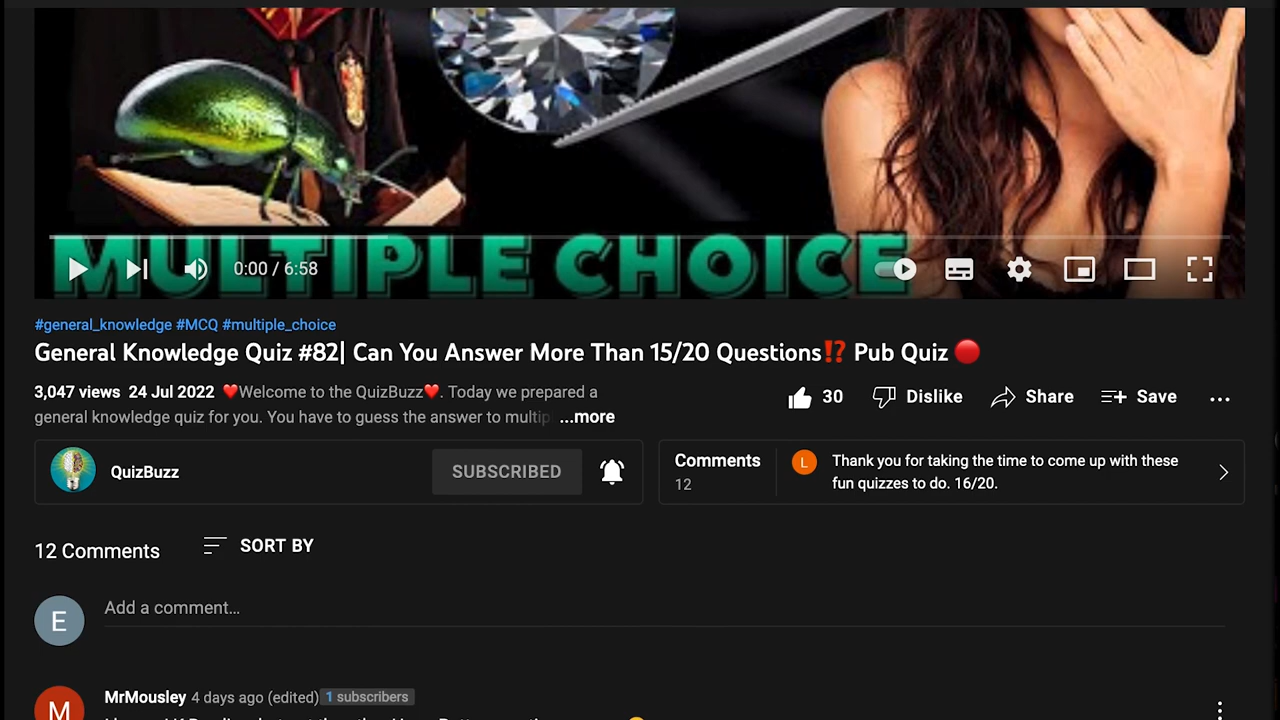 MULTIPLE CHOICE
0:00 / 6:58
#general_knowledge #MCQ #multiple_choice
General Knowledge Quiz #82| Can You Answer More Than 15/20 Questions⁉️ Pub Quiz 🔴
3,047 views 24 Jul 2022 ❤️Welcome to the QuizBuzz❤️. Today we prepared a
general knowledge quiz for you. You have to guess the answer to multip ...more
30 Dislike Share Save
QuizBuzz SUBSCRIBED
Comments
12
Thank you for taking the time to come up with these
fun quizzes to do. 16/20.
L
12 Comments SORT BY
E Add a comment...
M MrMousley 4 days ago (edited) 1 subscribers